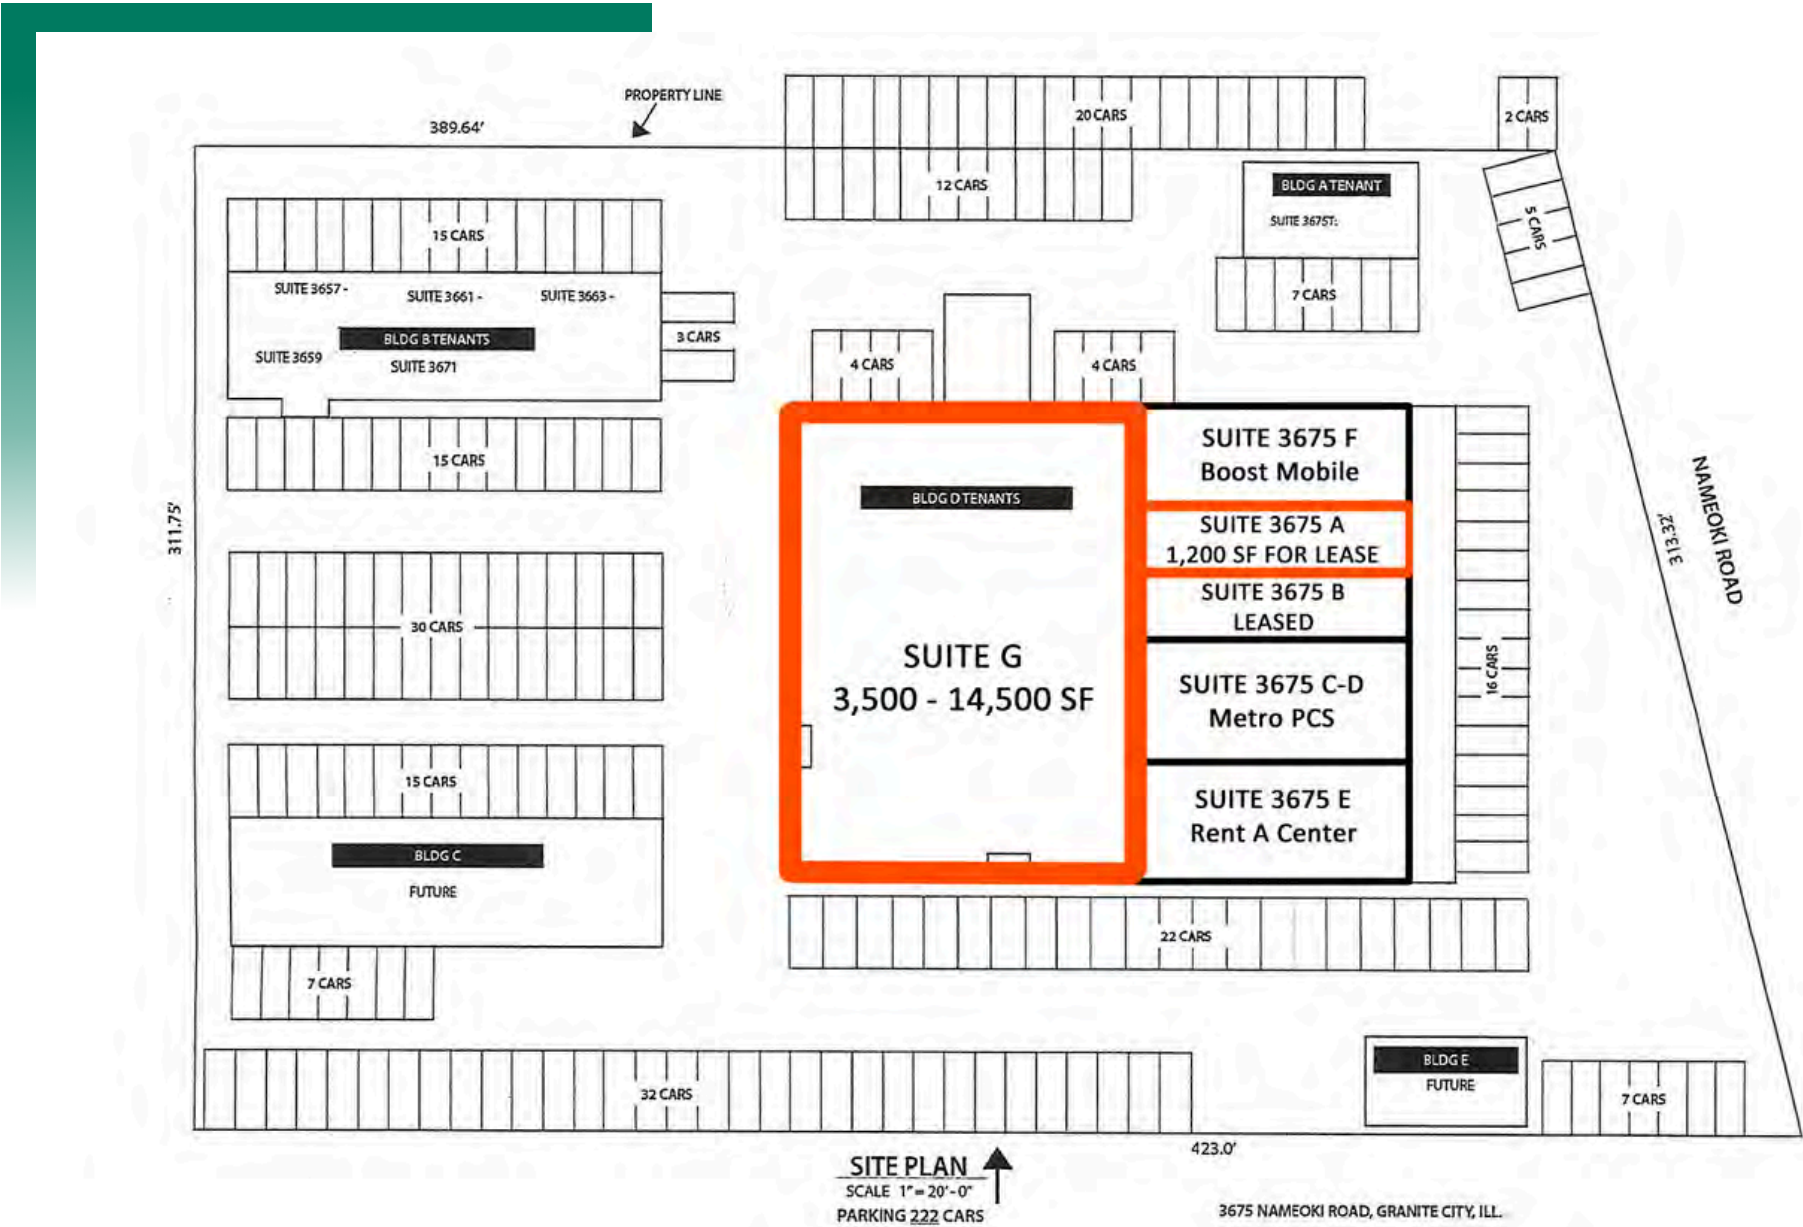 PROPERTY LINE
389.64'
20 CARS
2 CARS
12 CARS
BLDG A TENANT
SUITE 3675T:
5 CARS
15 CARS
7 CARS
SUITE 3657 -
SUITE 3661 -
SUITE 3663 -
BLDG B TENANTS
SUITE 3659
SUITE 3671
3 CARS
4 CARS
4 CARS
15 CARS
SUITE 3675 F
Boost Mobile
BLDG D TENANTS
SUITE 3675 A
1,200 SF FOR LEASE
SUITE 3675 B
LEASED
311.75'
313.32'
NAMEOKI ROAD
30 CARS
SUITE G
3,500 - 14,500 SF
SUITE 3675 C-D
Metro PCS
16 CARS
15 CARS
SUITE 3675 E
Rent A Center
BLDG C
FUTURE
22 CARS
7 CARS
32 CARS
BLDG E
FUTURE
7 CARS
423.0'
SITE PLAN
SCALE 1" = 20'-0"
PARKING 222 CARS
3675 NAMEOKI ROAD, GRANITE CITY, ILL.